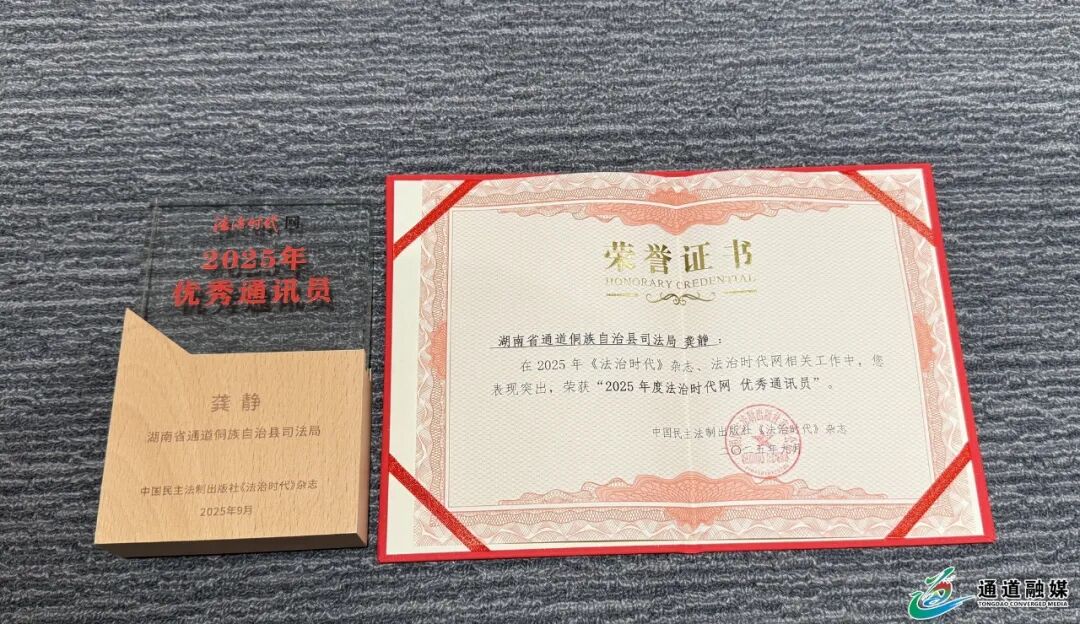 法治时代网
2025年
优秀通讯员
龚静
湖南省通道侗族自治县司法局
中国民主法制出版社《法治时代》杂志
2025年9月
荣誉证书
HONORARY CREDENTIAL
湖南省通道侗族自治县司法局 龚静：
在2025年《法治时代》杂志、法治时代网相关工作中，您
表现突出，荣获“2025年度法治时代网 优秀通讯员”。
中国民主法制出版社《法治时代》杂志
二〇二五年九月
通道融媒
TONGDAO CONVERGED MEDIA